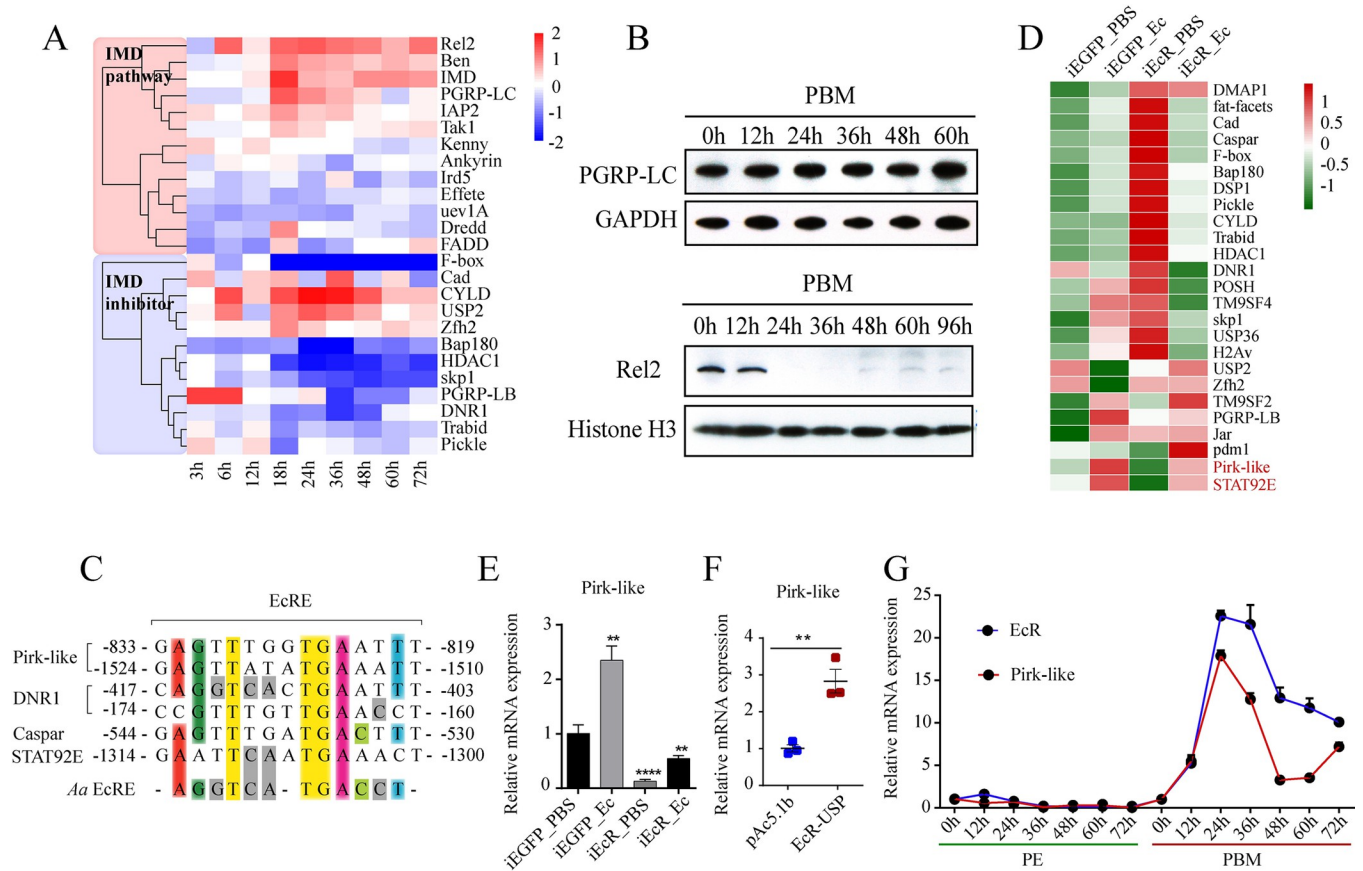 A
IMD
pathway
IMD
inhibitor
Rel2
Ben
IMD
PGRP-LC
IAP2
Tak1
Kenny
Ankyrin
Ird5
Effete
uev1A
Dredd
FADD
F-box
Cad
CYLD
USP2
Zfh2
Bap180
HDAC1
skp1
PGRP-LB
DNR1
Trabid
Pickle
3h 6h 12h 18h 24h 36h 48h 60h 72h
2
1
0
-1
-2
B
PBM
0h 12h 24h 36h 48h 60h
PGRP-LC
GAPDH
PBM
0h 12h 24h 36h 48h 60h 96h
Rel2
Histone H3
D
iEGFP_PBS iEGFP_Ec iEcR_PBS iEcR_Ec
DMAP1
fat-facets
Cad
Caspar
F-box
Bap180
DSP1
Pickle
CYLD
Trabid
HDAC1
DNR1
POSH
TM9SF4
skp1
USP36
H2Av
USP2
Zfh2
TM9SF2
PGRP-LB
Jar
pdm1
Pirk-like
STAT92E
1
0.5
-0.5
-1
C
EcRE
Pirk-like
-833 - G A G T T T G G T G A A T T - -819
-1524 - G A G T T A T A T G A A A T T - -1510
DNR1
-417 - C A G G T C A C T G A A T T T - -403
-174 - C C G T T T G T T G A A C C T - -160
Caspar -544 - G A G T T T G A T G A C T T T - -530
STAT92E -1314 - G A A T T C A A T G A A A C T - -1300
Aa EcRE - A G G T C A - T G A C C T -
E
Pirk-like
Relative mRNA expression
3
2
1
0
**
****
**
iEGFP_PBS iEGFP_Ec iEcR_PBS iEcR_Ec
F
Pirk-like
Relative mRNA expression
4
3
2
1
0
**
pAc5.1b EcR-USP
G
Relative mRNA expression
25
20
15
10
5
0
EcR
Pirk-like
0h 12h 24h 36h 48h 60h 72h 0h 12h 24h 36h 48h 60h 72h
PE PBM